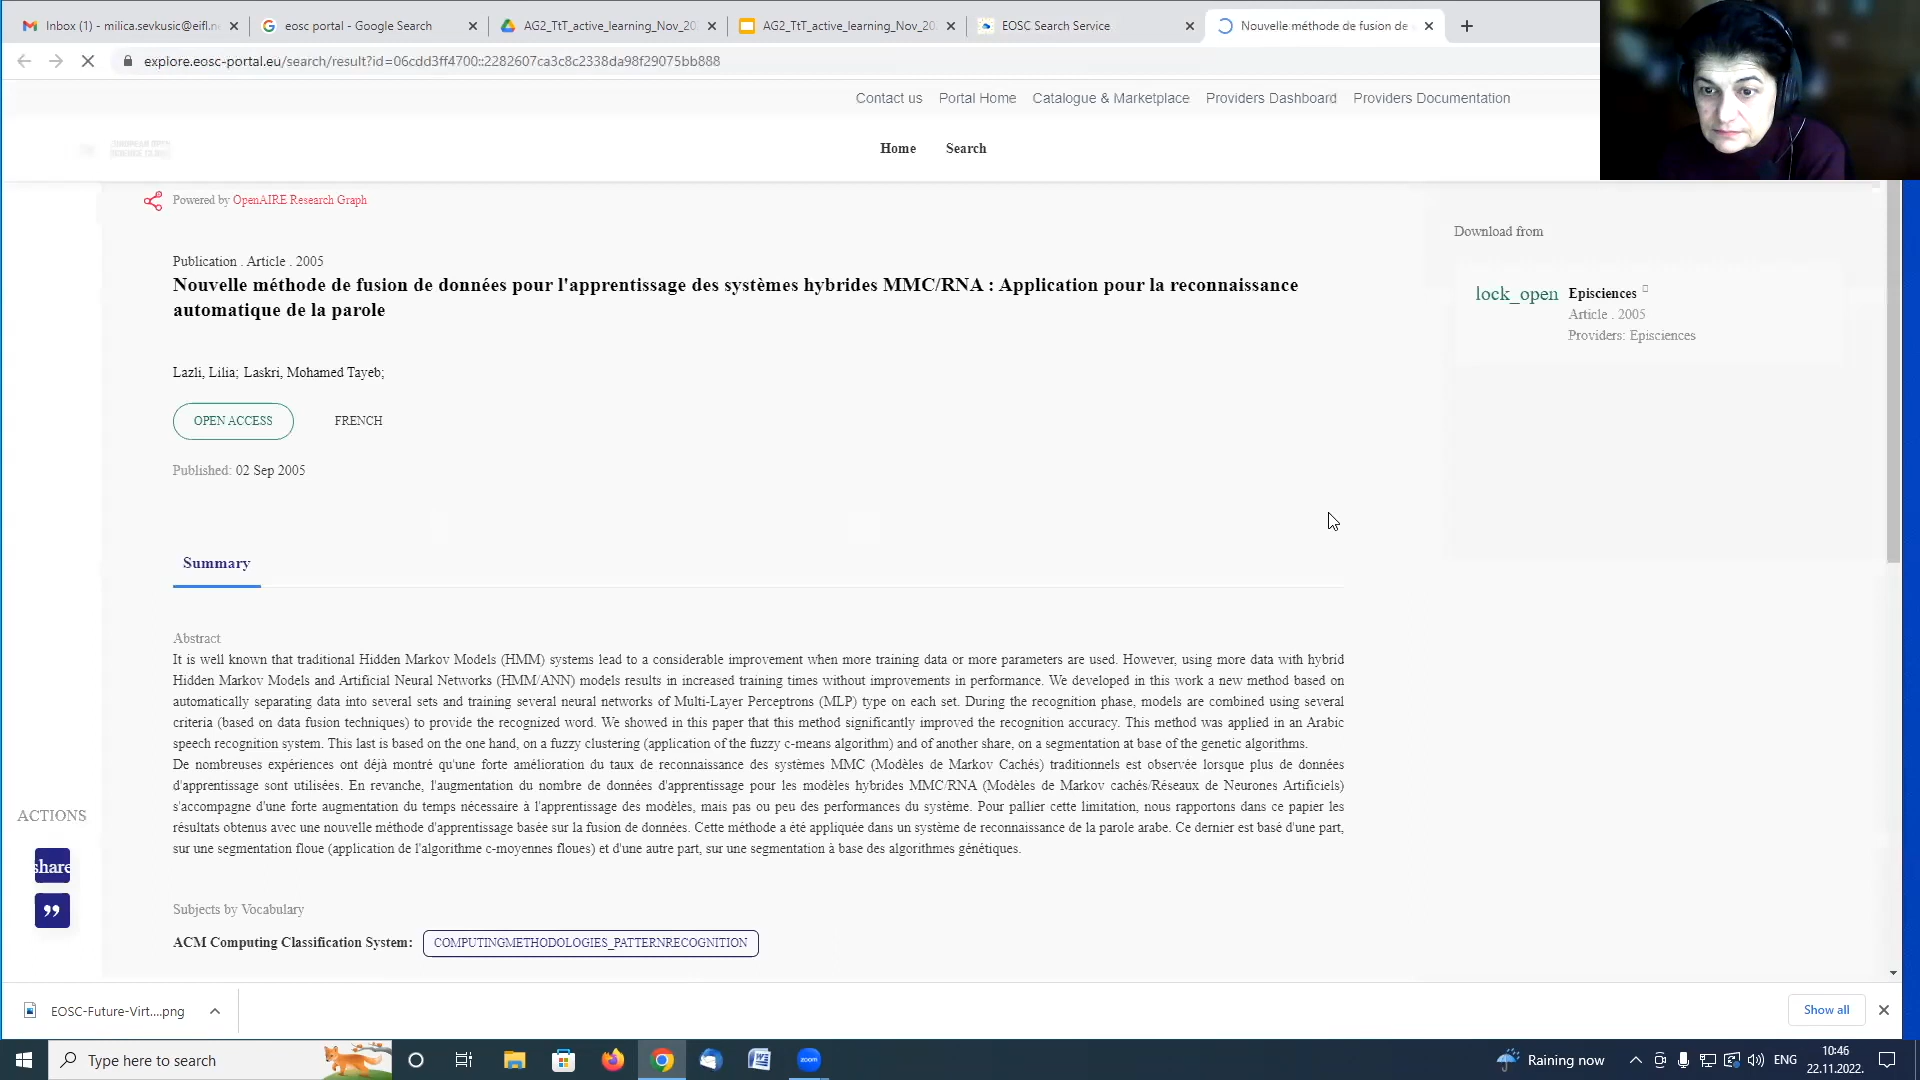 Inbox (1) - milica.sevkusic@eifl.ne
eosc portal - Google Search
AG2_TtT_active_learning_Nov_20
AG2_TtT_active_learning_Nov_20
EOSC Search Service
Nouvelle méthode de fusion de
explore.eosc-portal.eu/search/result?id=06cdd3ff4700::2282607ca3c8c2338da98f29075bb888
Contact us Portal Home Catalogue & Marketplace Providers Dashboard Providers Documentation
Home Search
Powered by OpenAIRE Research Graph
Download from
Publication . Article . 2005
Nouvelle méthode de fusion de données pour l'apprentissage des systèmes hybrides MMC/RNA : Application pour la reconnaissance
automatique de la parole
lock_open Episciences
Article . 2005
Providers: Episciences
Lazli, Lilia; Laskri, Mohamed Tayeb;
OPEN ACCESS FRENCH
Published: 02 Sep 2005
Summary
Abstract
It is well known that traditional Hidden Markov Models (HMM) systems lead to a considerable improvement when more training data or more parameters are used. However, using more data with hybrid
Hidden Markov Models and Artificial Neural Networks (HMM/ANN) models results in increased training times without improvements in performance. We developed in this work a new method based on
automatically separating data into several sets and training several neural networks of Multi-Layer Perceptrons (MLP) type on each set. During the recognition phase, models are combined using several
criteria (based on data fusion techniques) to provide the recognized word. We showed in this paper that this method significantly improved the recognition accuracy. This method was applied in an Arabic
speech recognition system. This last is based on the one hand, on a fuzzy clustering (application of the fuzzy c-means algorithm) and of another share, on a segmentation at base of the genetic algorithms.
De nombreuses expériences ont déjà montré qu'une forte amélioration du taux de reconnaissance des systèmes MMC (Modèles de Markov Cachés) traditionnels est observée lorsque plus de données
d'apprentissage sont utilisées. En revanche, l'augmentation du nombre de données d'apprentissage pour les modèles hybrides MMC/RNA (Modèles de Markov cachés/Réseaux de Neurones Artificiels)
s'accompagne d'une forte augmentation du temps nécessaire à l'apprentissage des modèles, mais pas ou peu des performances du système. Pour pallier cette limitation, nous rapportons dans ce papier les
résultats obtenus avec une nouvelle méthode d'apprentissage basée sur la fusion de données. Cette méthode a été appliquée dans un système de reconnaissance de la parole arabe. Ce dernier est basé d'une part,
sur une segmentation floue (application de l'algorithme c-moyennes floues) et d'une autre part, sur une segmentation à base des algorithmes génétiques.
ACTIONS
share
Subjects by Vocabulary
ACM Computing Classification System: COMPUTINGMETHODOLOGIES_PATTERNRECOGNITION
EOSC-Future-Virt....png
Show all
Type here to search
zoom
Raining now
ENG
10:46
22.11.2022.